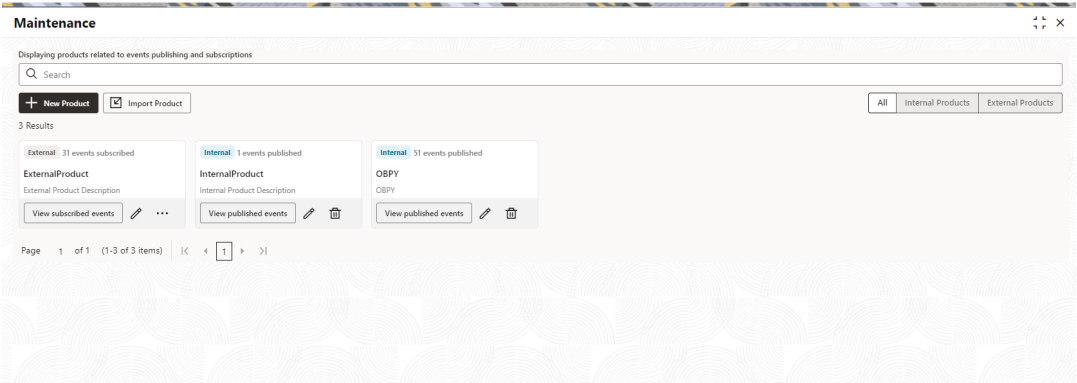 Maintenance
Displaying products related to events publishing and subscriptions
Search
New Product Import Product All Internal Products External Products
3 Results
External 31 events subscribed Internal 1 events published Internal 51 events published
ExternalProduct InternalProduct OBPY
External Product Description Internal Product Description OBPY
View subscribed events View published events View published events
Page 1 of 1 (1-3 of 3 items) 1